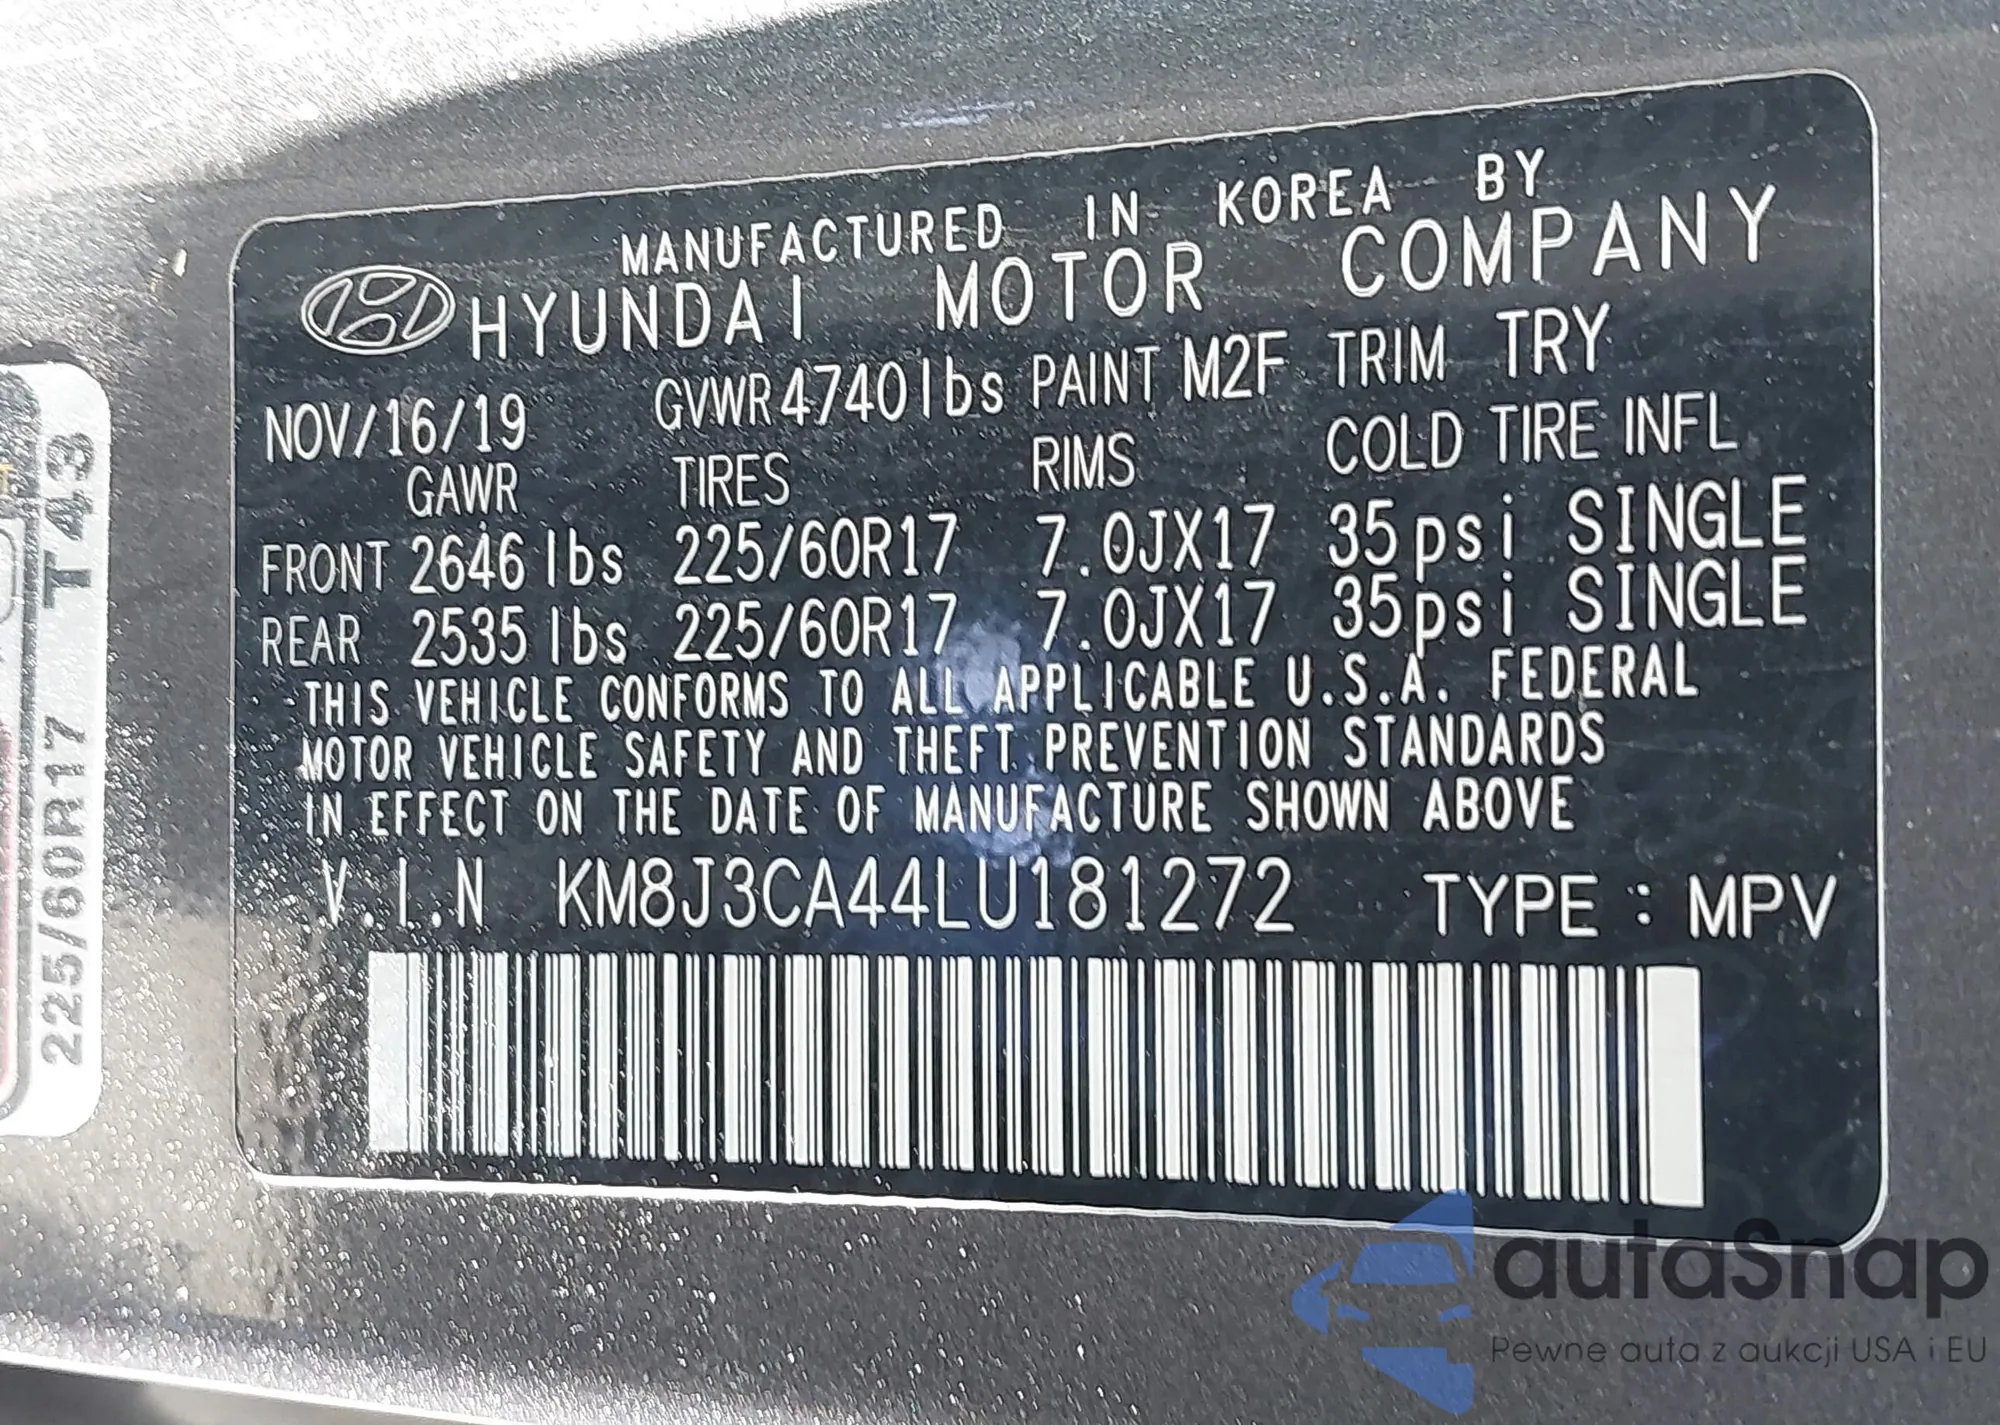 MANUFACTURED IN KOREA BY
HYUNDAI MOTOR COMPANY
NOV/16/19 GVWR 4740lbs PAINT M2F TRIM TRY
GAWR TIRES RIMS COLD TIRE INFL
FRONT 2646 lbs 225/60R17 7.0JX17 35psi SINGLE
REAR 2535 lbs 225/60R17 7.0JX17 35psi SINGLE
THIS VEHICLE CONFORMS TO ALL APPLICABLE U.S.A. FEDERAL
MOTOR VEHICLE SAFETY AND THEFT PREVENTION STANDARDS
IN EFFECT ON THE DATE OF MANUFACTURE SHOWN ABOVE
V.I.N KM8J3CA44LU181272 TYPE : MPV
225/60R17 T43
autaSnap
Pewne auta z aukcji USA i EU